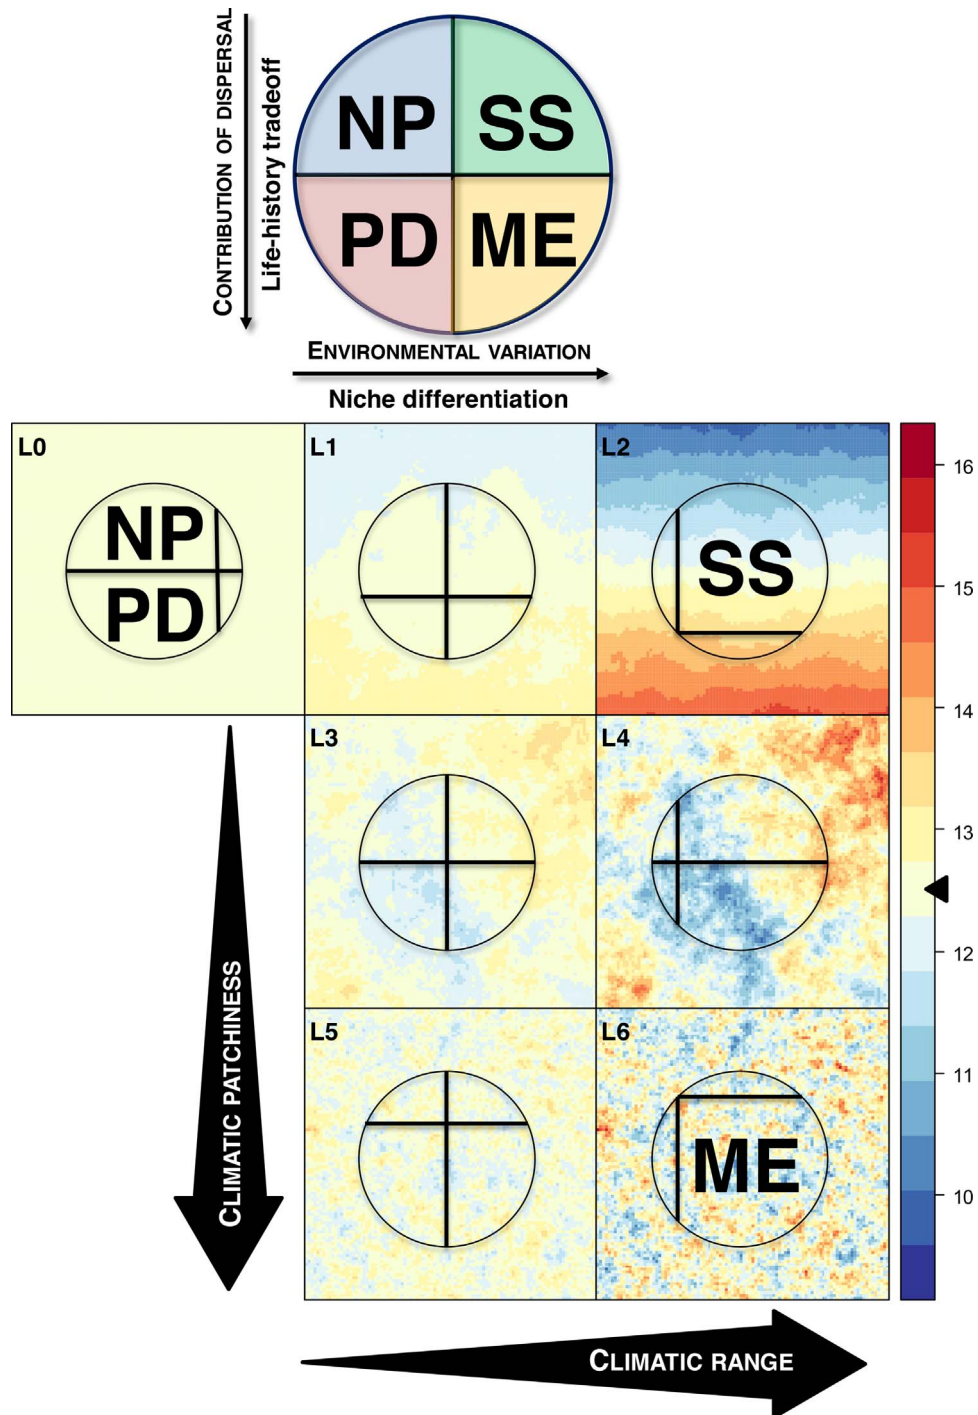 CONTRIBUTION OF DISPERSAL
Life-history tradeoff
NP SS
PD ME
ENVIRONMENTAL VARIATION
Niche differentiation
L0
L1
L2
NP
PD
SS
L3
L4
L5
L6
ME
16
15
14
13
12
11
10
CLIMATIC PATCHINESS
CLIMATIC RANGE